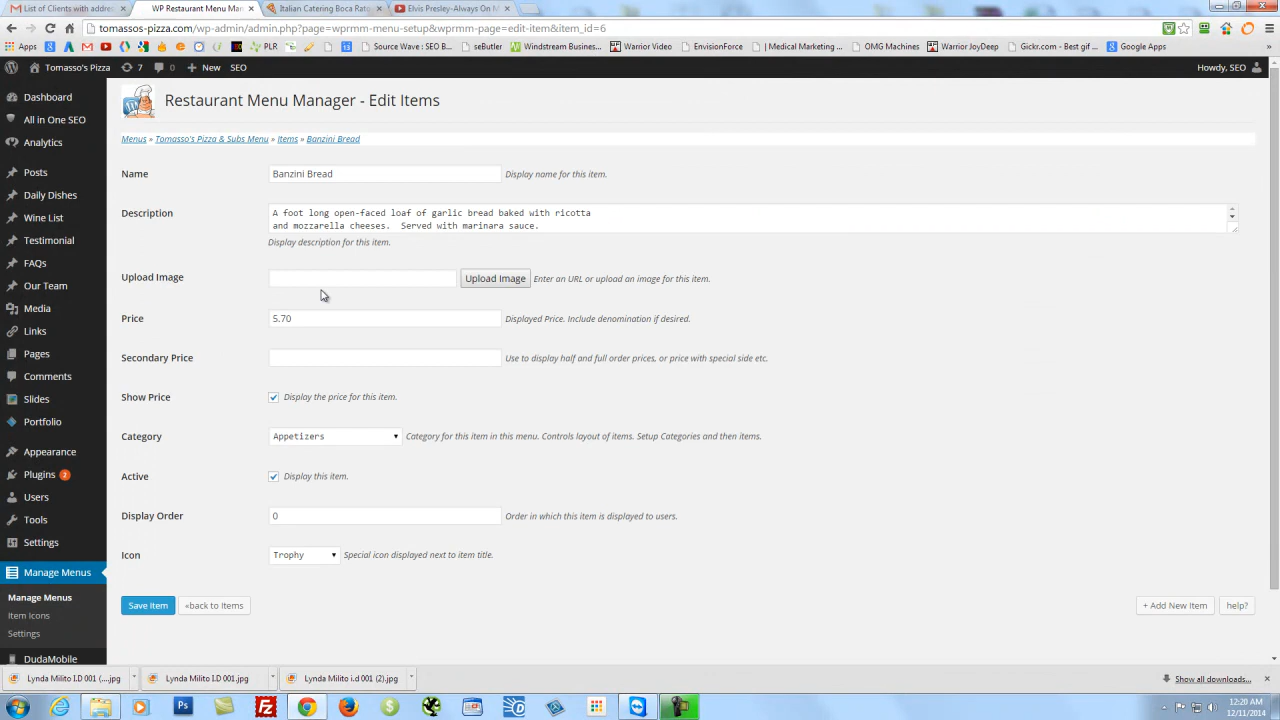 List of Clients with addres
WP Restaurant Menu Man
Italian Catering Boca Rato
Elvis Presley-Always On M
tomassos-pizza.com/wp-admin/admin.php?page=wprmm-menu-setup&wprmm-page=edit-item&item_id=6
Apps
PLR
Source Wave : SEO B...
seButler
Windstream Business...
Warrior Video
EnvisionForce
| Medical Marketing ...
OMG Machines
Warrior JoyDeep
Gickr.com - Best gif ...
Google Apps
Tomasso's Pizza
7
0
+ New
SEO
Howdy, SEO
Dashboard
All in One SEO
Analytics
Posts
Daily Dishes
Wine List
Testimonial
FAQs
Our Team
Media
Links
Pages
Comments
Slides
Portfolio
Appearance
Plugins 2
Users
Tools
Settings
Manage Menus
Manage Menus
Item Icons
Settings
DudaMobile
Restaurant Menu Manager - Edit Items
Menus » Tomasso's Pizza & Subs Menu » Items » Banzini Bread
Name
Banzini Bread
Display name for this item.
Description
A foot long open-faced loaf of garlic bread baked with ricotta
and mozzarella cheeses.  Served with marinara sauce.
Display description for this item.
Upload Image
Upload Image
Enter an URL or upload an image for this item.
Price
5.70
Displayed Price. Include denomination if desired.
Secondary Price
Use to display half and full order prices, or price with special side etc.
Show Price
Display the price for this item.
Category
Appetizers
Category for this item in this menu. Controls layout of items. Setup Categories and then items.
Active
Display this item.
Display Order
0
Order in which this item is displayed to users.
Icon
Trophy
Special icon displayed next to item title.
Save Item
«back to Items
+ Add New Item
help?
Lynda Milito I.D 001 (....jpg
Lynda Milito I.D 001.jpg
Lynda Milito i.d 001 (2).jpg
Show all downloads...
12:20 AM
12/11/2014